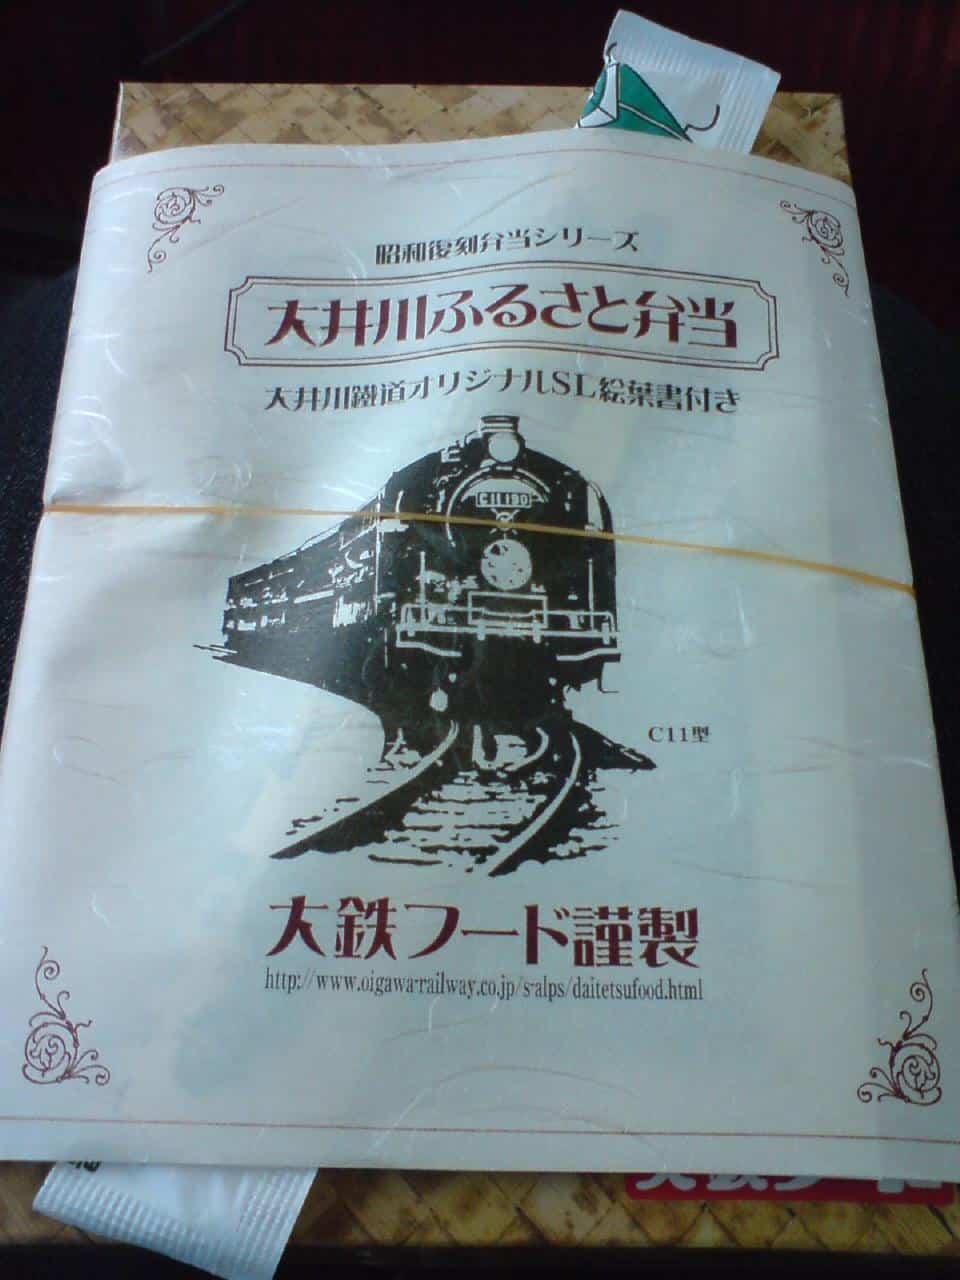 昭和復刻弁当シリーズ
大井川ふるさと弁当
大井川鐵道オリジナルSL絵葉書付き
C11190
C11型
大鉄フード謹製
http://www.oigawa-railway.co.jp/s-alps/daitetsufood.html